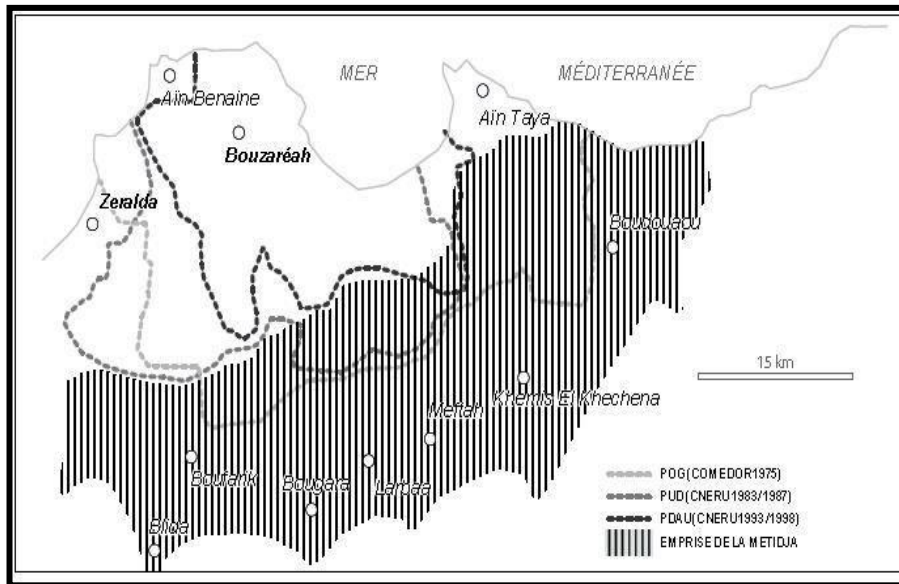 MER
MÉDITERRANÉE
Aïn Benaine
Aïn Taya
Bouzaréah
Zeralda
Boudouaou
15 km
Khemis El Khechena
Meftah
Boufarik
Bougara
Larbaa
Blida
POG(COMEDOR1975)
PUD(CNERU1983/1987)
PDAU(CNERU1993/1998)
EMPRISE DE LA METIDJA